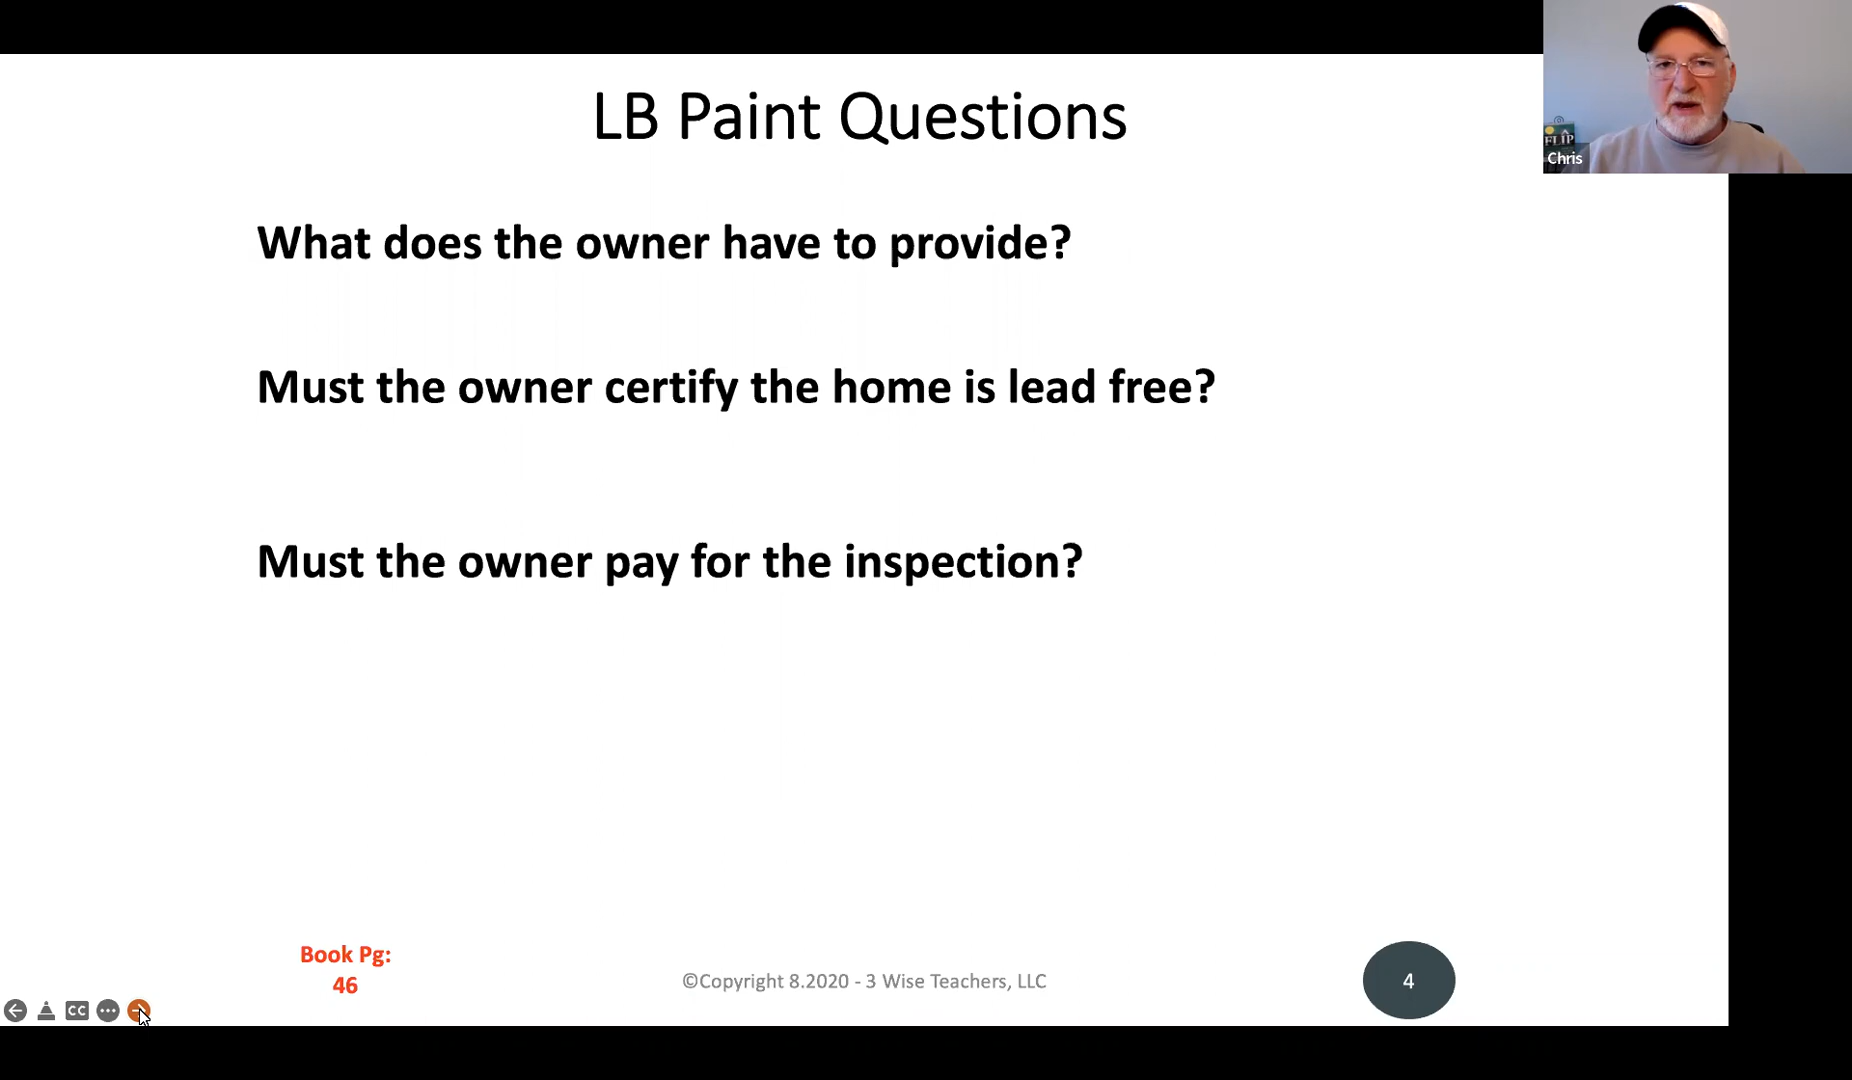 LB Paint Questions
FLIP
Chris
What does the owner have to provide?
Must the owner certify the home is lead free?
Must the owner pay for the inspection?
Book Pg:
46
©Copyright 8.2020 - 3 Wise Teachers, LLC
4
CC